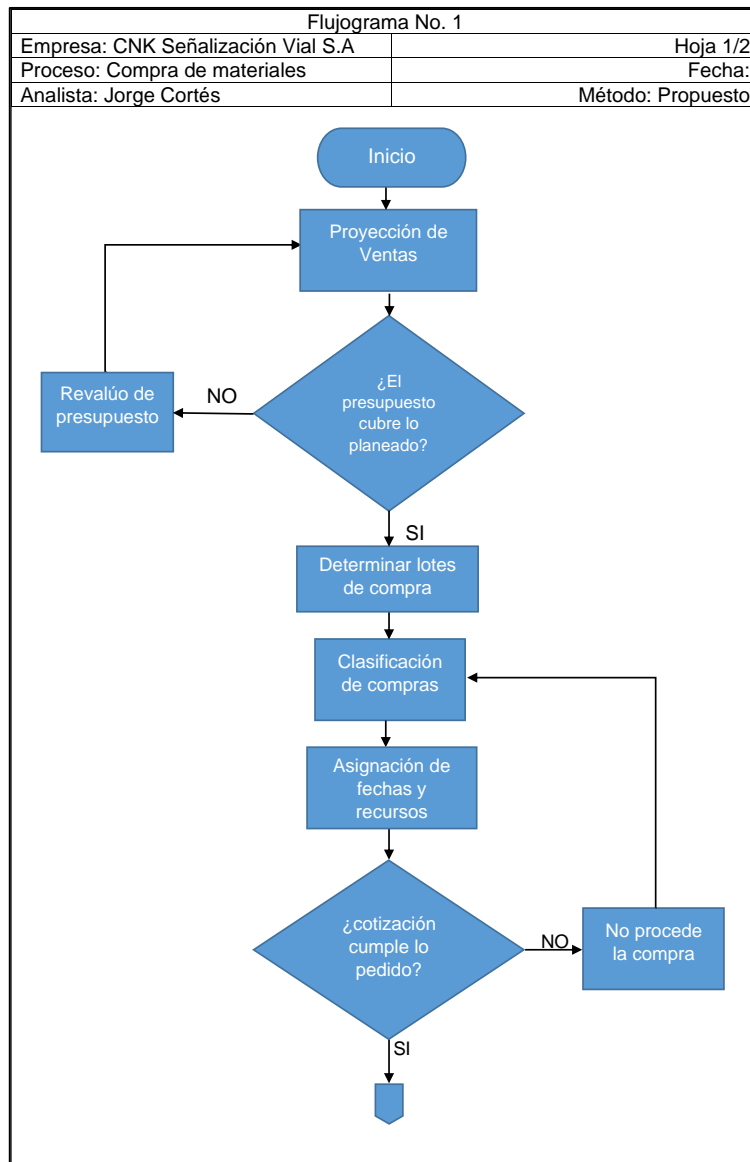 Flujograma No. 1
Empresa: CNK Señalización Vial S.A
Hoja 1/2
Proceso: Compra de materiales
Fecha:
Analista: Jorge Cortés
Método: Propuesto
Inicio
Proyección de
Ventas
¿El
presupuesto
cubre lo
planeado?
NO
Revalúo de
presupuesto
SI
Determinar lotes
de compra
Clasificación
de compras
Asignación de
fechas y
recursos
¿cotización
cumple lo
pedido?
NO
No procede
la compra
SI